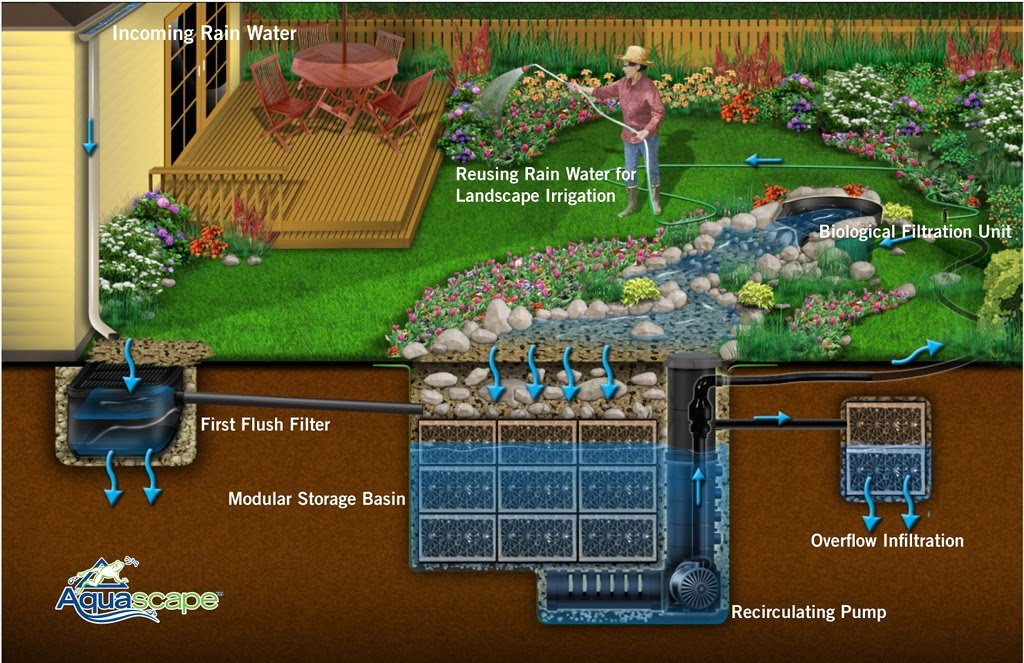 Incoming Rain Water
Reusing Rain Water for
Landscape Irrigation
Biological Filtration Unit
First Flush Filter
Modular Storage Basin
Overflow Infiltration
Aquascape
Recirculating Pump